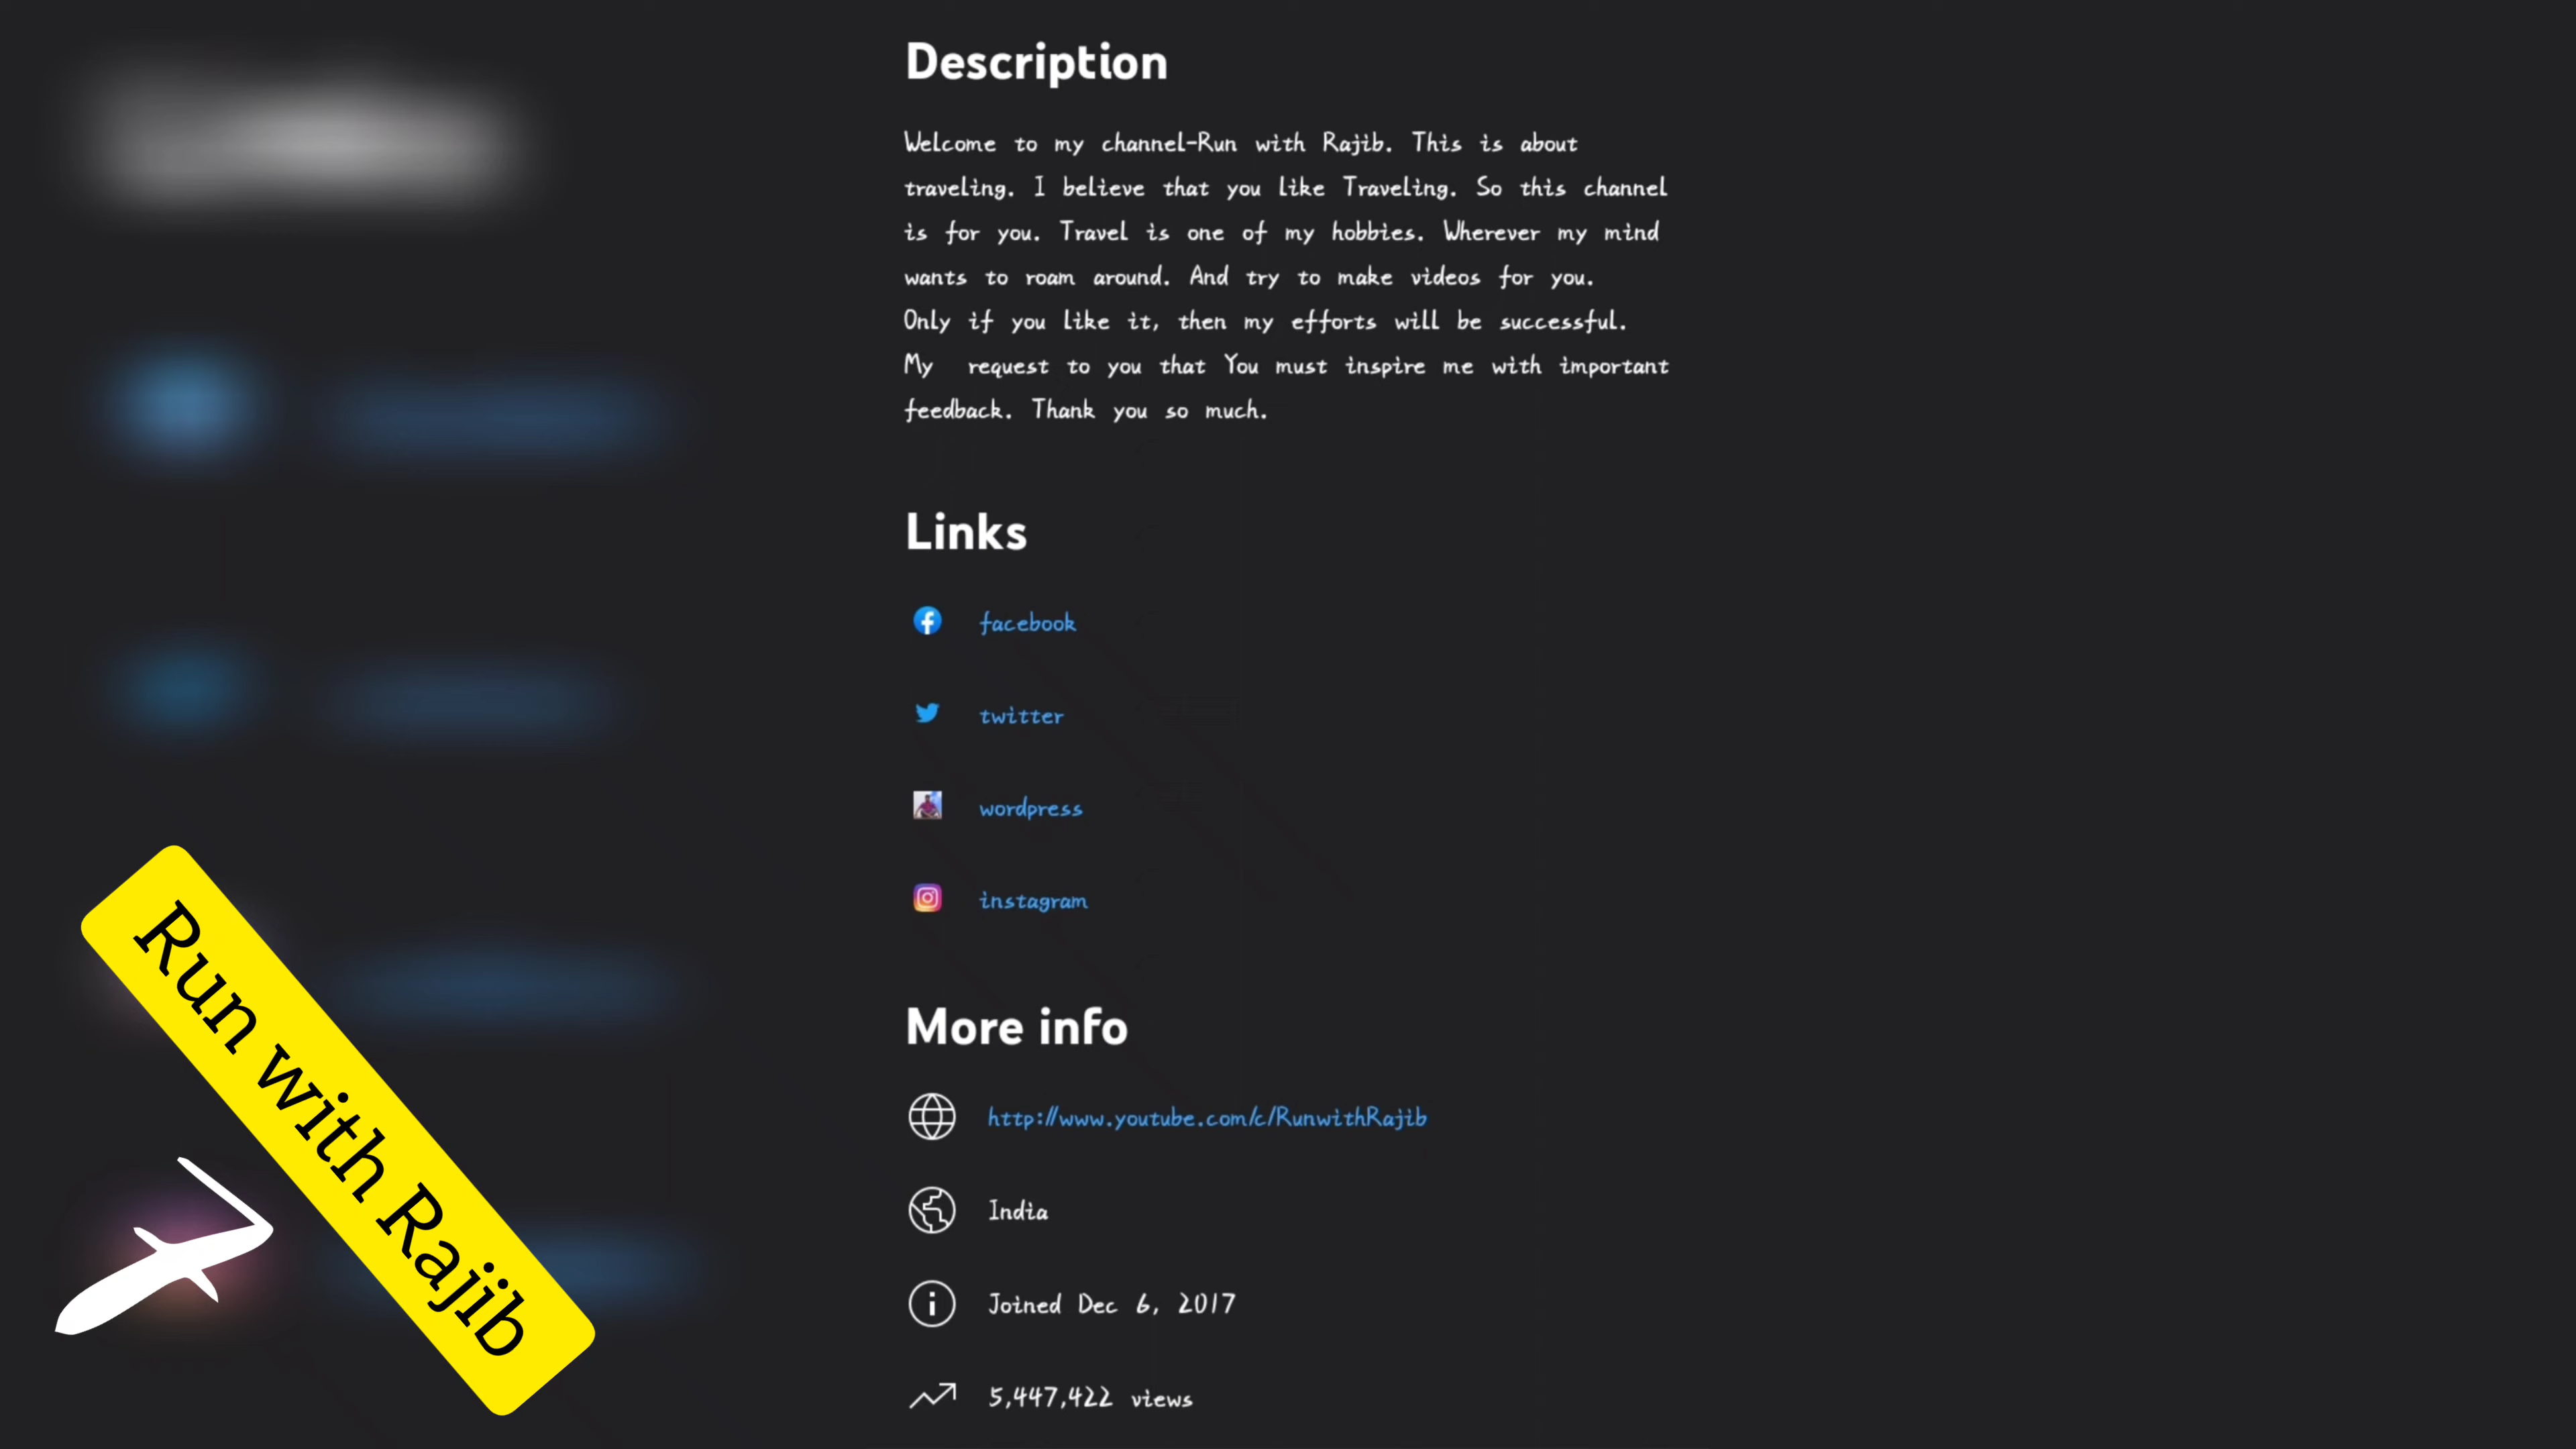 Description
Welcome to my channel-Run with Rajib. This is about
traveling. I believe that you like Traveling. So this channel
is for you. Travel is one of my hobbies. Wherever my mind
wants to roam around. And try to make videos for you.
Only if you like it, then my efforts will be successful.
My request to you that You must inspire me with important
feedback. Thank you so much.
Links
facebook
twitter
wordpress
instagram
More info
http://www.youtube.com/c/RunwithRajib
India
Joined Dec 6, 2017
5,447,422 views
Run with Rajib